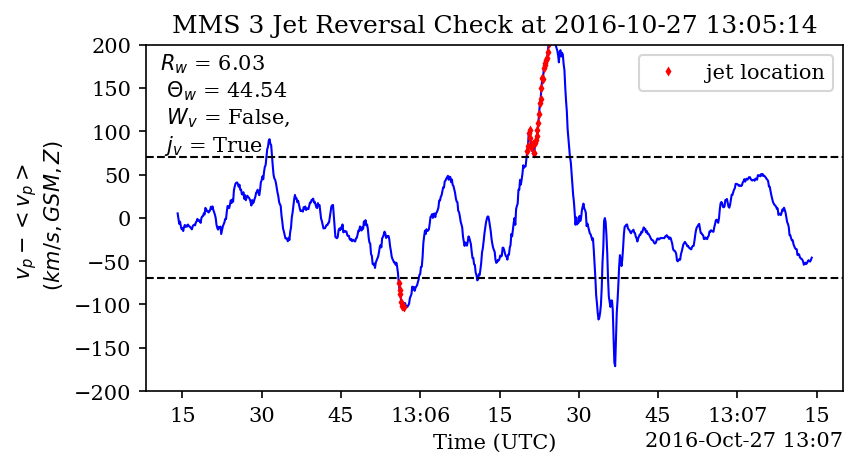 MMS 3 Jet Reversal Check at 2016-10-27 13:05:14
R_w = 6.03
Θ_w = 44.54
W_v = False,
j_v = True
jet location
v_p − < v_p >
(km/s, GSM, Z)
200
150
100
50
0
−50
−100
−150
−200
15 30 45 13:06 15 30 45 13:07 15
Time (UTC)
2016-Oct-27 13:07